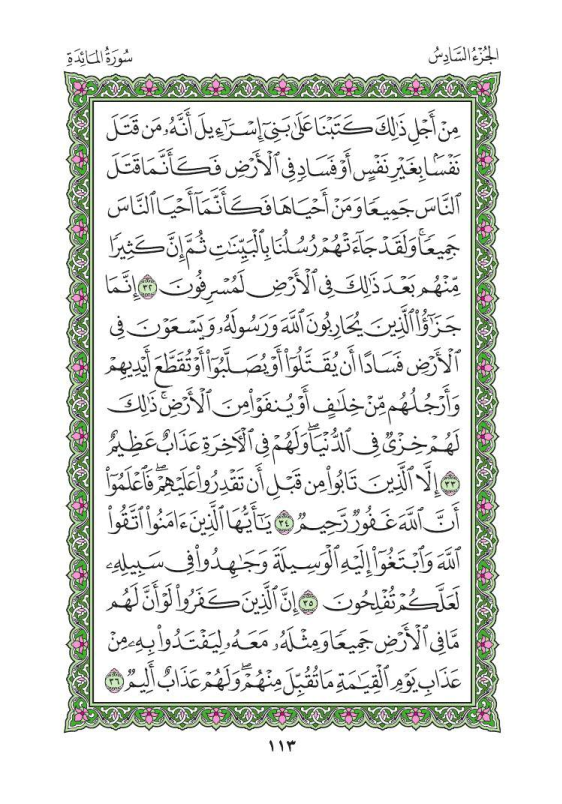 الجُزْءُ السَّادِسُ
سُورَةُ المَائِدَةِ
مِنْ أَجْلِ ذَٰلِكَ كَتَبْنَا عَلَىٰ بَنِىٓ إِسْرَٰٓءِيلَ أَنَّهُۥ مَن قَتَلَ
نَفْسًۢا بِغَيْرِ نَفْسٍ أَوْ فَسَادٍ فِى ٱلْأَرْضِ فَكَأَنَّمَا قَتَلَ
ٱلنَّاسَ جَمِيعًا وَمَنْ أَحْيَاهَا فَكَأَنَّمَآ أَحْيَا ٱلنَّاسَ
جَمِيعًا ۚ وَلَقَدْ جَآءَتْهُمْ رُسُلُنَا بِٱلْبَيِّنَٰتِ ثُمَّ إِنَّ كَثِيرًا
مِّنْهُم بَعْدَ ذَٰلِكَ فِى ٱلْأَرْضِ لَمُسْرِفُونَ ٣٢ إِنَّمَا
جَزَٰٓؤُا۟ ٱلَّذِينَ يُحَارِبُونَ ٱللَّهَ وَرَسُولَهُۥ وَيَسْعَوْنَ فِى
ٱلْأَرْضِ فَسَادًا أَن يُقَتَّلُوٓا۟ أَوْ يُصَلَّبُوٓا۟ أَوْ تُقَطَّعَ أَيْدِيهِمْ
وَأَرْجُلُهُم مِّنْ خِلَٰفٍ أَوْ يُنفَوْا۟ مِنَ ٱلْأَرْضِ ۚ ذَٰلِكَ
لَهُمْ خِزْىٌ فِى ٱلدُّنْيَا ۖ وَلَهُمْ فِى ٱلْءَاخِرَةِ عَذَابٌ عَظِيمٌ
٣٣ إِلَّا ٱلَّذِينَ تَابُوا۟ مِن قَبْلِ أَن تَقْدِرُوا۟ عَلَيْهِمْ ۖ فَٱعْلَمُوٓا۟
أَنَّ ٱللَّهَ غَفُورٌ رَّحِيمٌ ٣٤ يَٰٓأَيُّهَا ٱلَّذِينَ ءَامَنُوا۟ ٱتَّقُوا۟
ٱللَّهَ وَٱبْتَغُوٓا۟ إِلَيْهِ ٱلْوَسِيلَةَ وَجَٰهِدُوا۟ فِى سَبِيلِهِۦ
لَعَلَّكُمْ تُفْلِحُونَ ٣٥ إِنَّ ٱلَّذِينَ كَفَرُوا۟ لَوْ أَنَّ لَهُم
مَّا فِى ٱلْأَرْضِ جَمِيعًا وَمِثْلَهُۥ مَعَهُۥ لِيَفْتَدُوا۟ بِهِۦ مِنْ
عَذَابِ يَوْمِ ٱلْقِيَٰمَةِ مَا تُقُبِّلَ مِنْهُمْ ۖ وَلَهُمْ عَذَابٌ أَلِيمٌ ٣٦
١١٣